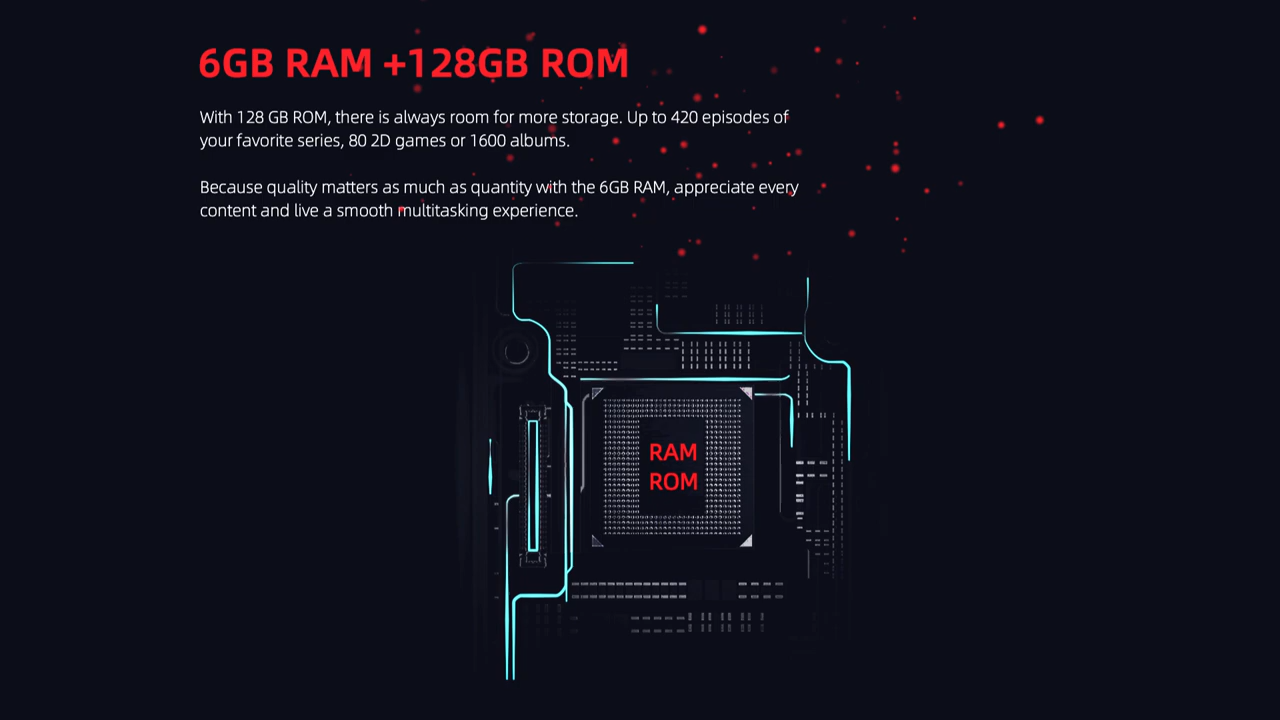 6GB RAM +128GB ROM
With 128 GB ROM, there is always room for more storage. Up to 420 episodes of
your favorite series, 80 2D games or 1600 albums.
Because quality matters as much as quantity with the 6GB RAM, appreciate every
content and live a smooth multitasking experience.
RAM
ROM